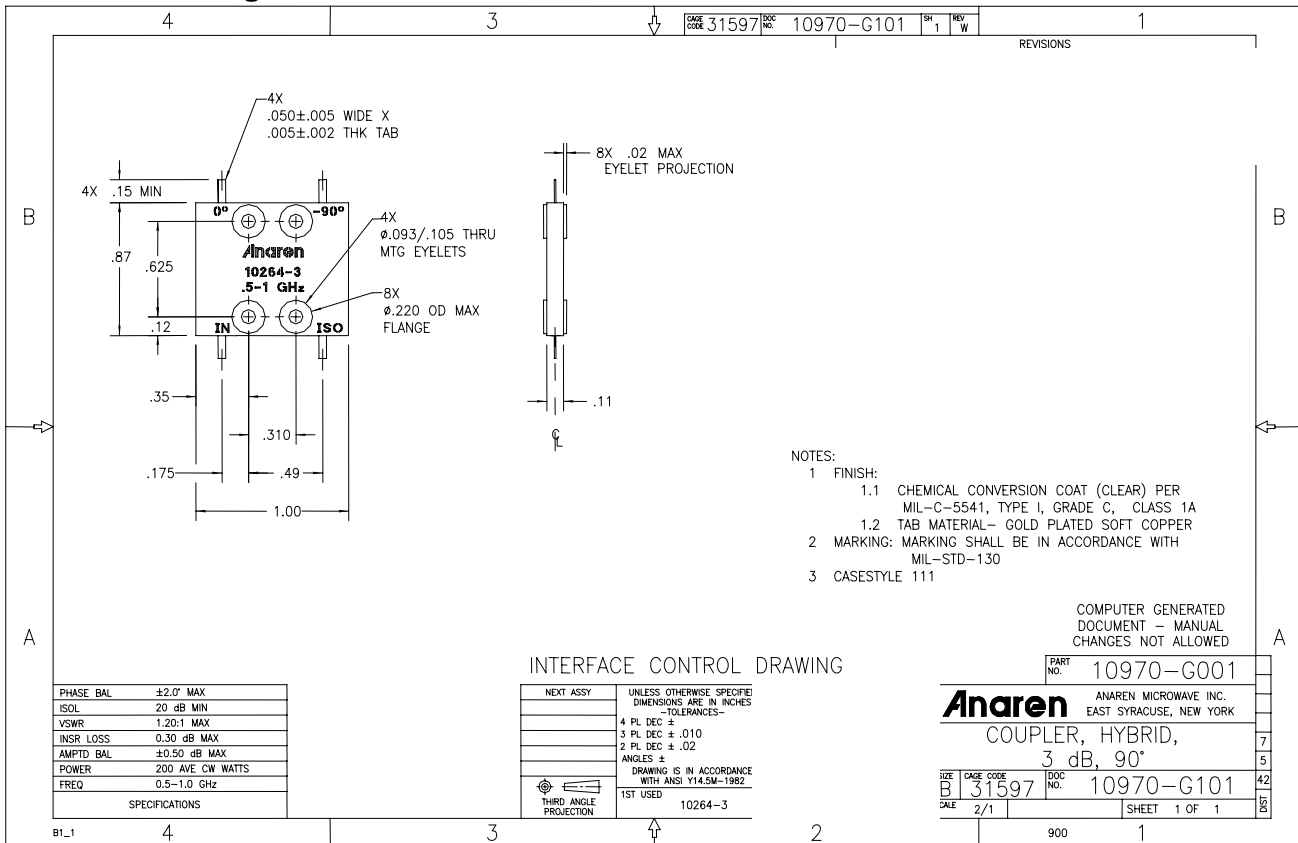 4
3
1
CAGE CODE 31597 DOC NO. 10970-G101 SH 1 REV W
REVISIONS
4X
.050±.005 WIDE X
.005±.002 THK TAB
8X .02 MAX
EYELET PROJECTION
4X .15 MIN
B
B
0°
-90°
4X
ø.093/.105 THRU
MTG EYELETS
Anaren
10264-3
.5-1 GHz
.87
.625
8X
ø.220 OD MAX
FLANGE
.12
IN
ISO
.35
.11
.310
℄
.175
.49
1.00
NOTES:
1 FINISH:
1.1 CHEMICAL CONVERSION COAT (CLEAR) PER
MIL-C-5541, TYPE I, GRADE C, CLASS 1A
1.2 TAB MATERIAL- GOLD PLATED SOFT COPPER
2 MARKING: MARKING SHALL BE IN ACCORDANCE WITH
MIL-STD-130
3 CASESTYLE 111
COMPUTER GENERATED
DOCUMENT - MANUAL
CHANGES NOT ALLOWED
A
A
INTERFACE CONTROL DRAWING
PHASE BAL ±2.0° MAX
ISOL 20 dB MIN
VSWR 1.20:1 MAX
INSR LOSS 0.30 dB MAX
AMPTD BAL ±0.50 dB MAX
POWER 200 AVE CW WATTS
FREQ 0.5-1.0 GHz
SPECIFICATIONS
NEXT ASSY
THIRD ANGLE
PROJECTION
UNLESS OTHERWISE SPECIFIE
DIMENSIONS ARE IN INCHES
-TOLERANCES-
4 PL DEC ±
3 PL DEC ± .010
2 PL DEC ± .02
ANGLES ±
DRAWING IS IN ACCORDANCE
WITH ANSI Y14.5M-1982
1ST USED
10264-3
PART NO. 10970-G001
Anaren
ANAREN MICROWAVE INC.
EAST SYRACUSE, NEW YORK
COUPLER, HYBRID,
3 dB, 90°
SIZE B CAGE CODE 31597 DOC NO. 10970-G101
2/1 SHEET 1 OF 1
7
5
42
DIST
B1_1
4
3
2
900
1